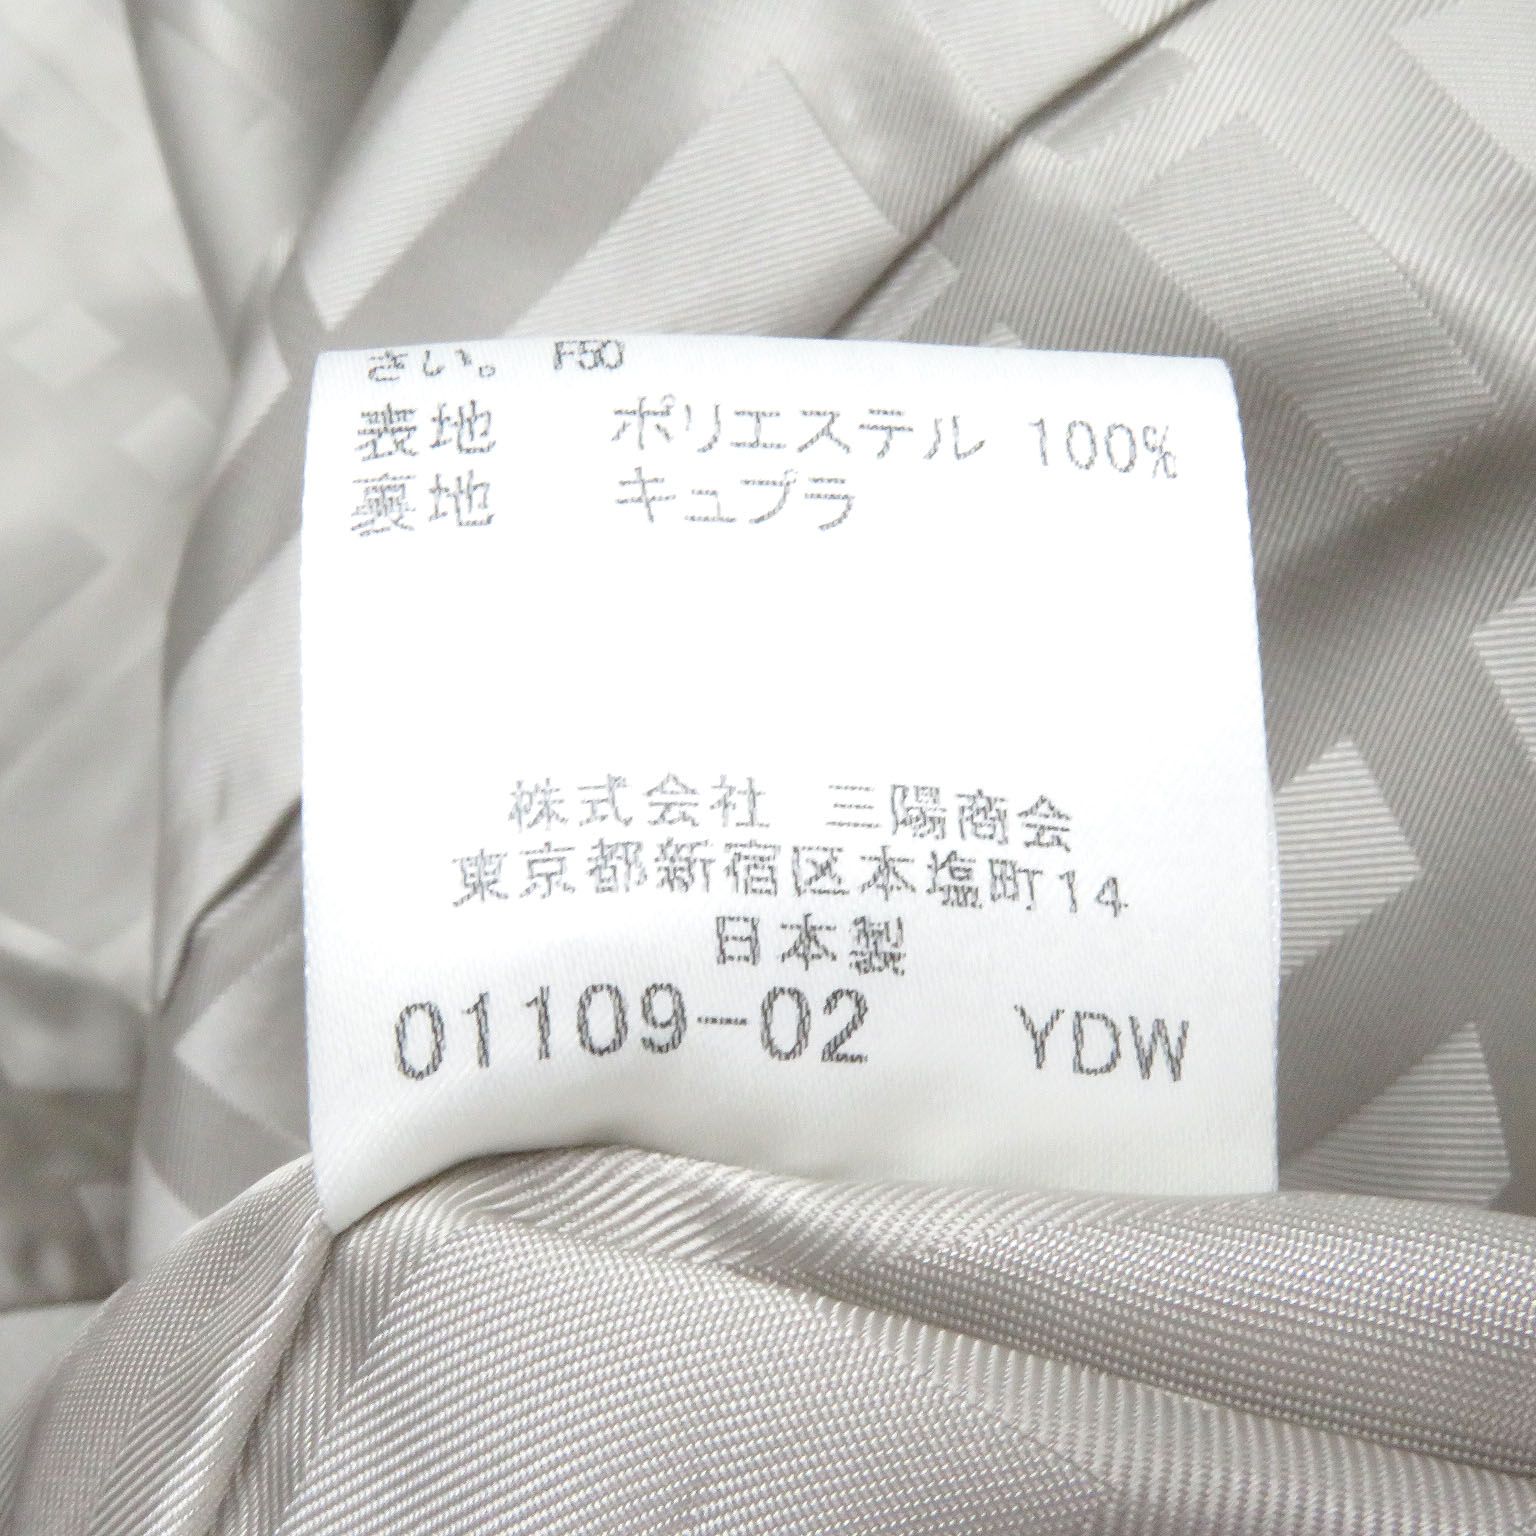 さい。 F50
表地 ポリエステル 100%
裏地 キュプラ
株式会社 三陽商会
東京都新宿区本塩町14
日本製
01109-02 YDW